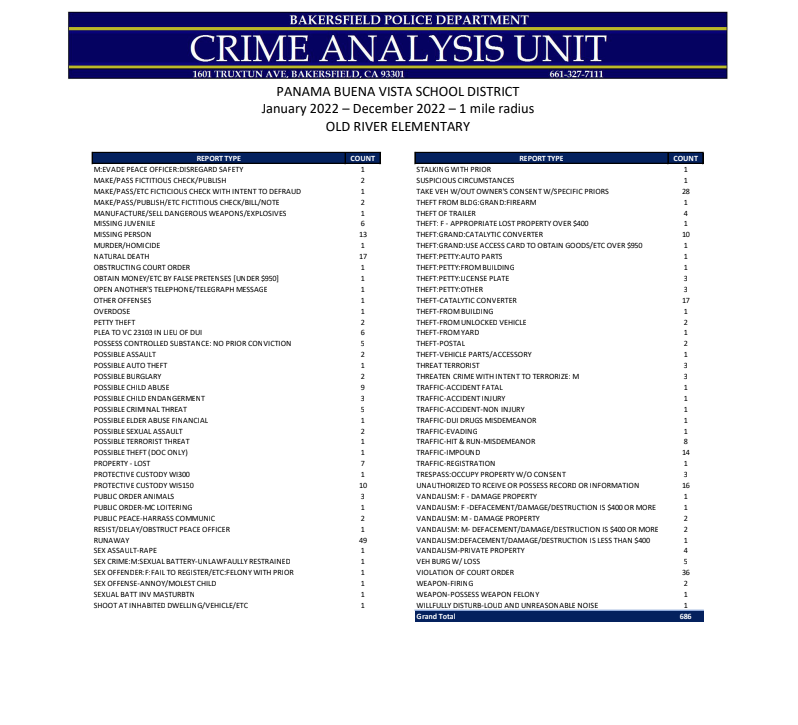 BAKERSFIELD POLICE DEPARTMENT
CRIME ANALYSIS UNIT
1601 TRUXTUN AVE, BAKERSFIELD, CA 93301 661-327-7111
PANAMA BUENA VISTA SCHOOL DISTRICT
January 2022 – December 2022 – 1 mile radius
OLD RIVER ELEMENTARY
REPORT TYPE COUNT
M:EVADE PEACE OFFICER:DISREGARD SAFETY 1
MAKE/PASS FICTITIOUS CHECK/PUBLISH 2
MAKE/PASS/ETC FICTICIOUS CHECK WITH INTENT TO DEFRAUD 1
MAKE/PASS/PUBLISH/ETC FICTITIOUS CHECK/BILL/NOTE 2
MANUFACTURE/SELL DANGEROUS WEAPONS/EXPLOSIVES 1
MISSING JUVENILE 6
MISSING PERSON 13
MURDER/HOMICIDE 1
NATURAL DEATH 17
OBSTRUCTING COURT ORDER 1
OBTAIN MONEY/ETC BY FALSE PRETENSES [UNDER $950] 1
OPEN ANOTHER'S TELEPHONE/TELEGRAPH MESSAGE 1
OTHER OFFENSES 1
OVERDOSE 1
PETTY THEFT 2
PLEA TO VC 23103 IN LIEU OF DUI 6
POSSESS CONTROLLED SUBSTANCE: NO PRIOR CONVICTION 5
POSSIBLE ASSAULT 2
POSSIBLE AUTO THEFT 1
POSSIBLE BURGLARY 2
POSSIBLE CHILD ABUSE 9
POSSIBLE CHILD ENDANGERMENT 3
POSSIBLE CRIMINAL THREAT 5
POSSIBLE ELDER ABUSE FINANCIAL 1
POSSIBLE SEXUAL ASSAULT 2
POSSIBLE TERRORIST THREAT 1
POSSIBLE THEFT (DOC ONLY) 1
PROPERTY - LOST 7
PROTECTIVE CUSTODY WI300 1
PROTECTIVE CUSTODY WI5150 10
PUBLIC ORDER ANIMALS 3
PUBLIC ORDER-MC LOITERING 1
PUBLIC PEACE-HARRASS COMMUNIC 2
RESIST/DELAY/OBSTRUCT PEACE OFFICER 1
RUNAWAY 49
SEX ASSAULT-RAPE 1
SEX CRIME:M:SEXUAL BATTERY-UNLAWFAULLY RESTRAINED 1
SEX OFFENDER:F:FAIL TO REGISTER/ETC:FELONY WITH PRIOR 1
SEX OFFENSE-ANNOY/MOLEST CHILD 1
SEXUAL BATT INV MASTURBTN 1
SHOOT AT INHABITED DWELLING/VEHICLE/ETC 1
REPORT TYPE COUNT
STALKING WITH PRIOR 1
SUSPICIOUS CIRCUMSTANCES 1
TAKE VEH W/OUT OWNER'S CONSENT W/SPECIFIC PRIORS 28
THEFT FROM BLDG:GRAND:FIREARM 1
THEFT OF TRAILER 4
THEFT: F - APPROPRIATE LOST PROPERTY OVER $400 1
THEFT:GRAND:CATALYTIC CONVERTER 10
THEFT:GRAND:USE ACCESS CARD TO OBTAIN GOODS/ETC OVER $950 1
THEFT:PETTY:AUTO PARTS 1
THEFT:PETTY:FROM BUILDING 1
THEFT:PETTY:LICENSE PLATE 3
THEFT:PETTY:OTHER 3
THEFT-CATALYTIC CONVERTER 17
THEFT-FROM BUILDING 1
THEFT-FROM UNLOCKED VEHICLE 2
THEFT-FROM YARD 1
THEFT-POSTAL 2
THEFT-VEHICLE PARTS/ACCESSORY 1
THREAT TERRORIST 3
THREATEN CRIME WITH INTENT TO TERRORIZE: M 3
TRAFFIC-ACCIDENT FATAL 1
TRAFFIC-ACCIDENT INJURY 1
TRAFFIC-ACCIDENT-NON INJURY 1
TRAFFIC-DUI DRUGS MISDEMEANOR 1
TRAFFIC-EVADING 1
TRAFFIC-HIT & RUN-MISDEMEANOR 8
TRAFFIC-IMPOUND 14
TRAFFIC-REGISTRATION 1
TRESPASS:OCCUPY PROPERTY W/O CONSENT 3
UNAUTHORIZED TO RCEIVE OR POSSESS RECORD OR INFORMATION 16
VANDALISM: F - DAMAGE PROPERTY 1
VANDALISM: F -DEFACEMENT/DAMAGE/DESTRUCTION IS $400 OR MORE 1
VANDALISM: M - DAMAGE PROPERTY 2
VANDALISM: M- DEFACEMENT/DAMAGE/DESTRUCTION IS $400 OR MORE 2
VANDALISM:DEFACEMENT/DAMAGE/DESTRUCTION IS LESS THAN $400 1
VANDALISM-PRIVATE PROPERTY 4
VEH BURG W/ LOSS 5
VIOLATION OF COURT ORDER 36
WEAPON-FIRING 2
WEAPON-POSSESS WEAPON FELONY 1
WILLFULLY DISTURB-LOUD AND UNREASONABLE NOISE 1
Grand Total 686